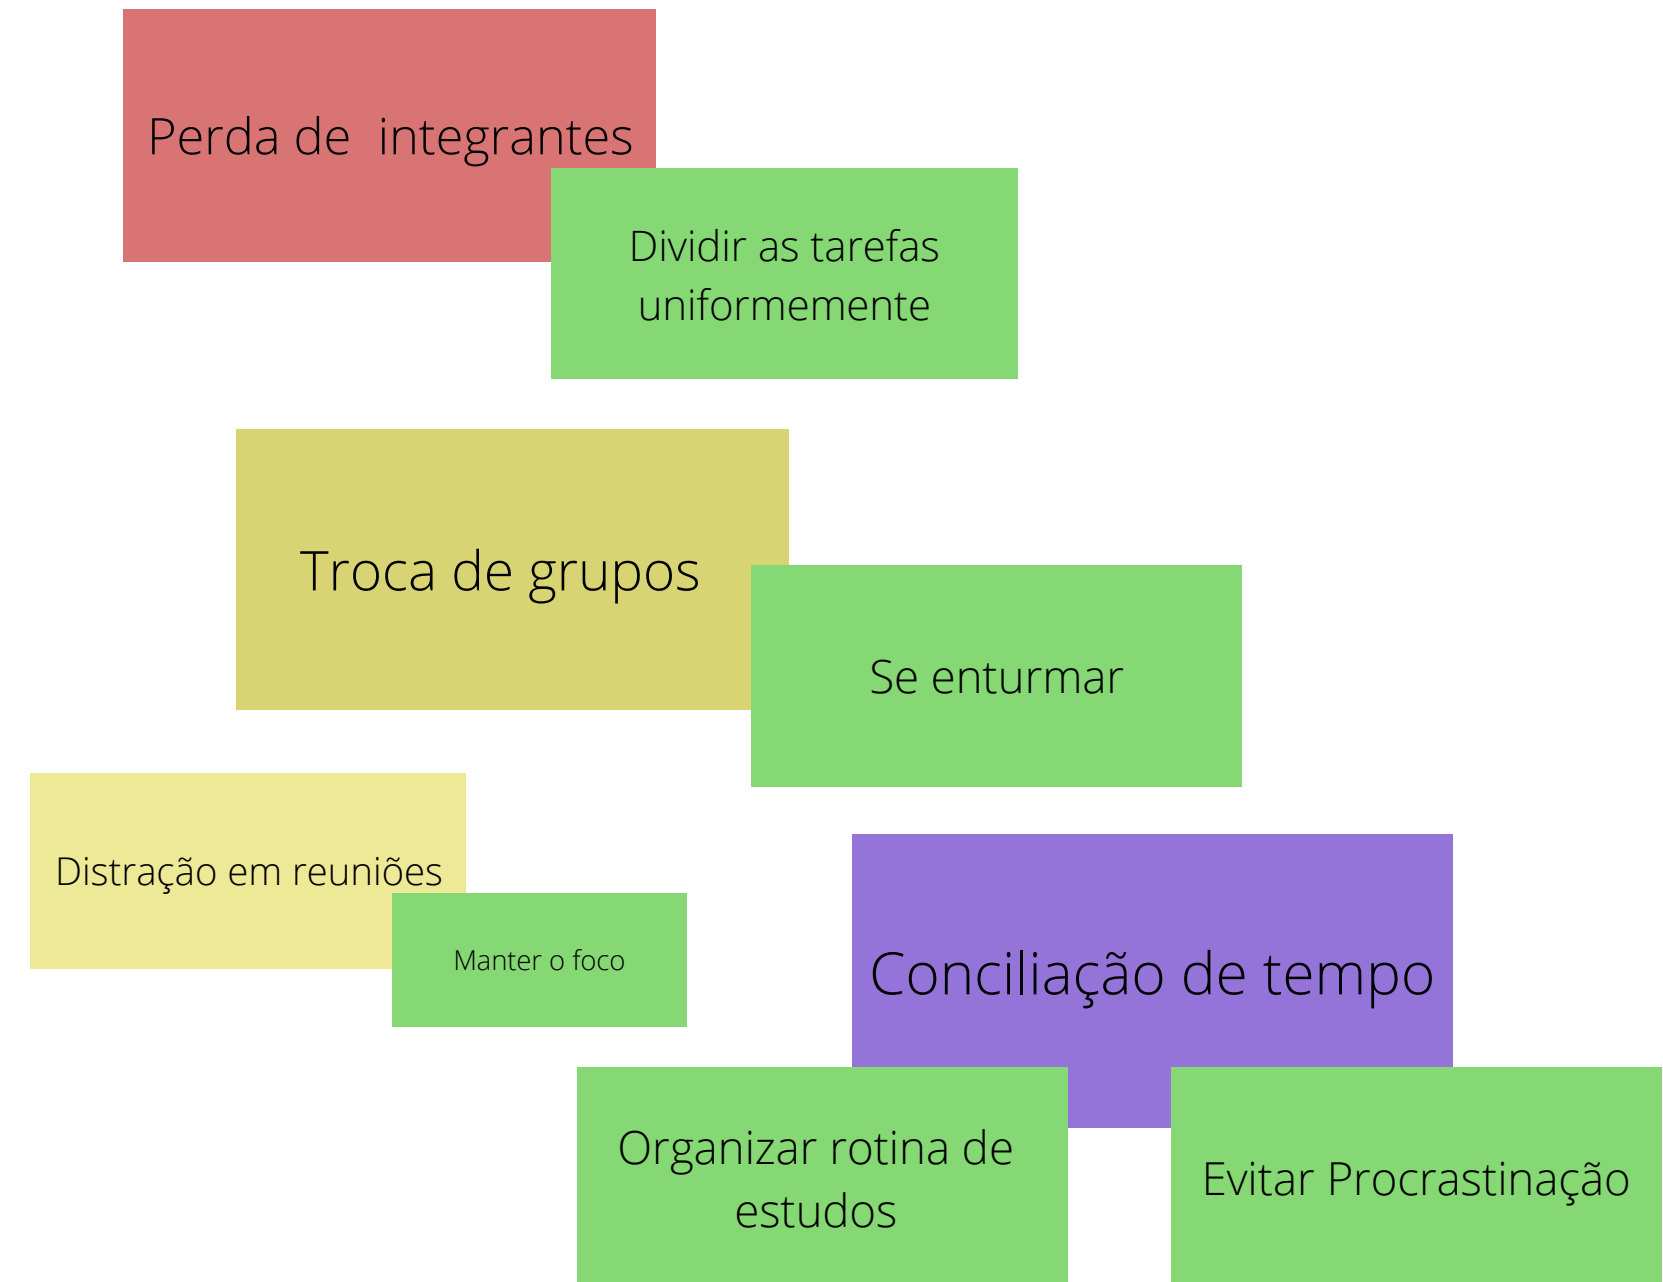 Perda de  integrantes
Dividir as tarefas
uniformemente
Troca de grupos
Se enturmar
Distração em reuniões
Manter o foco
Conciliação de tempo
Organizar rotina de
estudos
Evitar Procrastinação